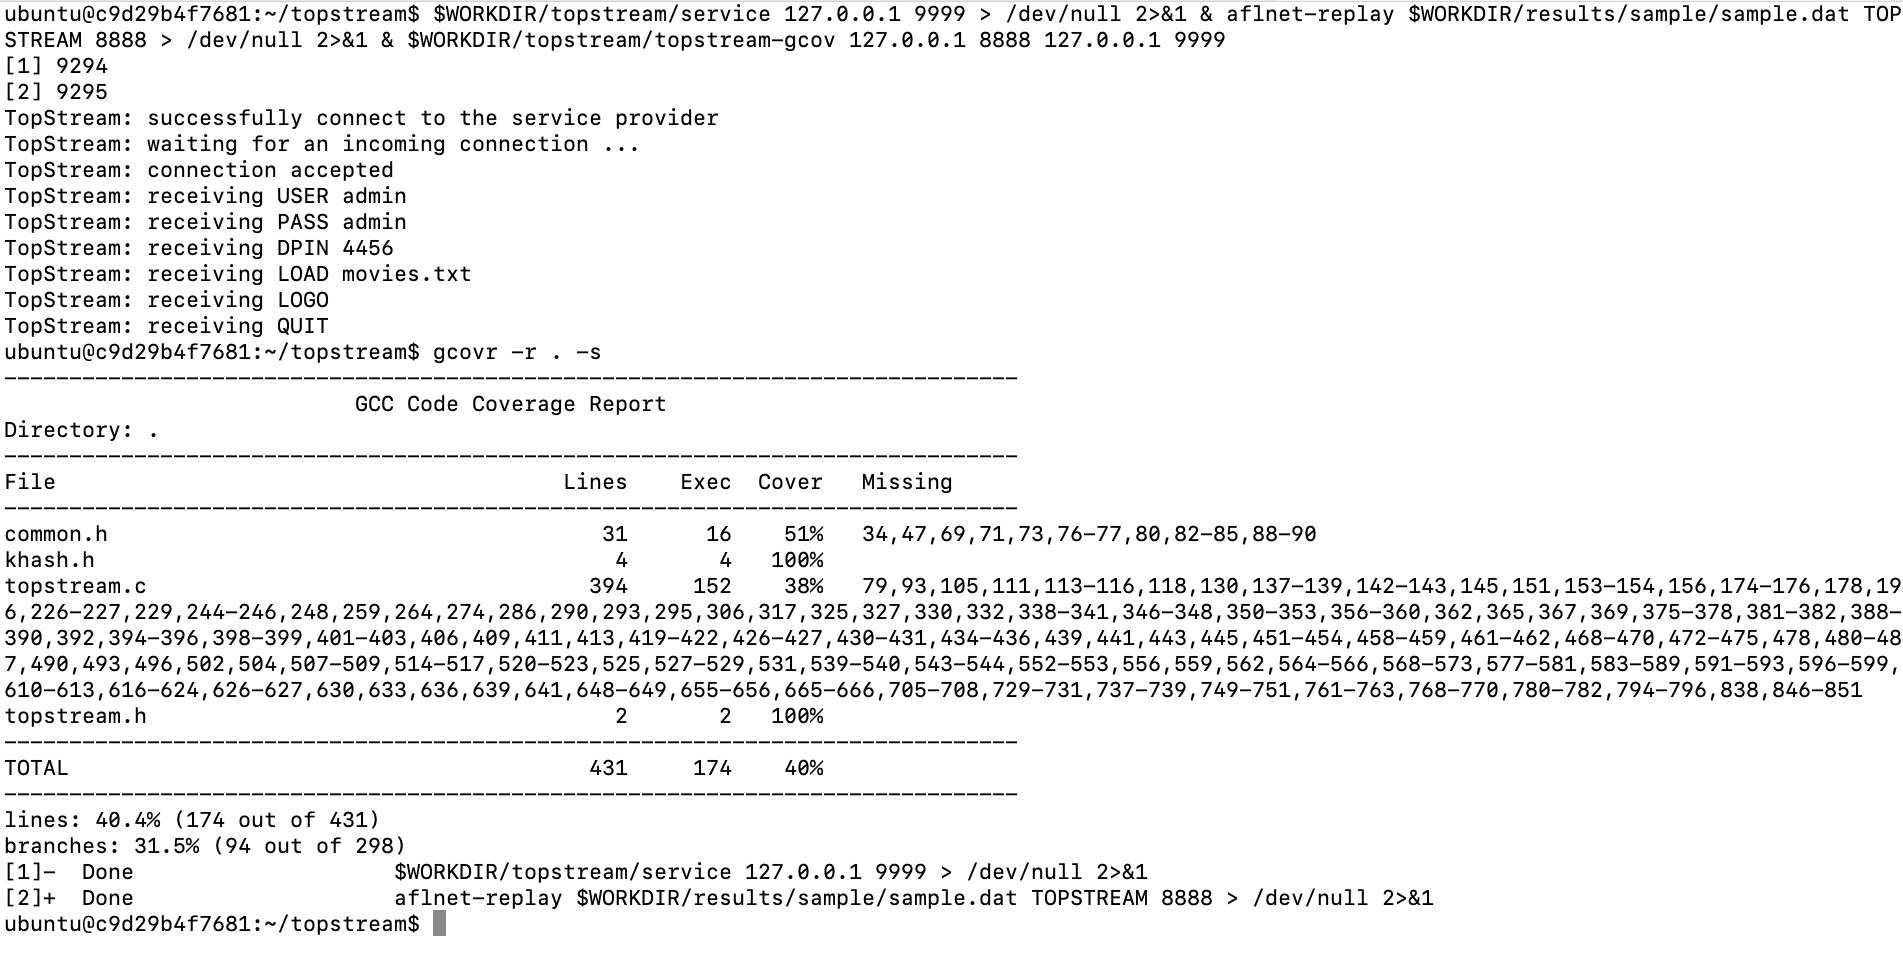 ubuntu@c9d29b4f7681:~/topstream$ $WORKDIR/topstream/service 127.0.0.1 9999 > /dev/null 2>&1 & aflnet-replay $WORKDIR/results/sample/sample.dat TOP
STREAM 8888 > /dev/null 2>&1 & $WORKDIR/topstream/topstream-gcov 127.0.0.1 8888 127.0.0.1 9999
[1] 9294
[2] 9295
TopStream: successfully connect to the service provider
TopStream: waiting for an incoming connection ...
TopStream: connection accepted
TopStream: receiving USER admin
TopStream: receiving PASS admin
TopStream: receiving DPIN 4456
TopStream: receiving LOAD movies.txt
TopStream: receiving LOGO
TopStream: receiving QUIT
ubuntu@c9d29b4f7681:~/topstream$ gcovr -r . -s
------------------------------------------------------------------------------
                           GCC Code Coverage Report
Directory: .
------------------------------------------------------------------------------
File                                       Lines    Exec  Cover   Missing
------------------------------------------------------------------------------
common.h                                      31      16    51%   34,47,69,71,73,76-77,80,82-85,88-90
khash.h                                        4       4   100%
topstream.c                                  394     152    38%   79,93,105,111,113-116,118,130,137-139,142-143,145,151,153-154,156,174-176,178,19
6,226-227,229,244-246,248,259,264,274,286,290,293,295,306,317,325,327,330,332,338-341,346-348,350-353,356-360,362,365,367,369,375-378,381-382,388-
390,392,394-396,398-399,401-403,406,409,411,413,419-422,426-427,430-431,434-436,439,441,443,445,451-454,458-459,461-462,468-470,472-475,478,480-48
7,490,493,496,502,504,507-509,514-517,520-523,525,527-529,531,539-540,543-544,552-553,556,559,562,564-566,568-573,577-581,583-589,591-593,596-599,
610-613,616-624,626-627,630,633,636,639,641,648-649,655-656,665-666,705-708,729-731,737-739,749-751,761-763,768-770,780-782,794-796,838,846-851
topstream.h                                    2       2   100%
------------------------------------------------------------------------------
TOTAL                                        431     174    40%
------------------------------------------------------------------------------
lines: 40.4% (174 out of 431)
branches: 31.5% (94 out of 298)
[1]-  Done                    $WORKDIR/topstream/service 127.0.0.1 9999 > /dev/null 2>&1
[2]+  Done                    aflnet-replay $WORKDIR/results/sample/sample.dat TOPSTREAM 8888 > /dev/null 2>&1
ubuntu@c9d29b4f7681:~/topstream$